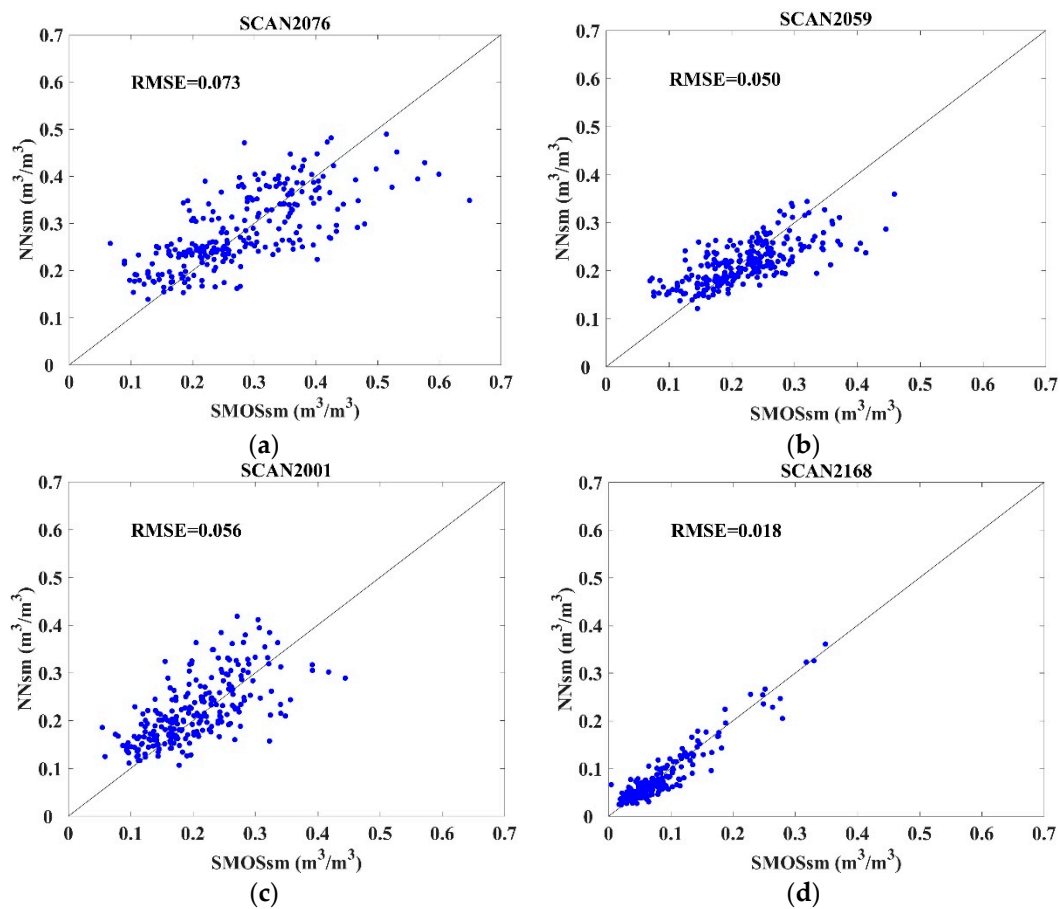 SCAN2076
0.7
0.6
0.5
0.4
0.3
0.2
0.1
0
RMSE=0.073
NNsm (m³/m³)
0 0.1 0.2 0.3 0.4 0.5 0.6 0.7
SMOSsm (m³/m³)
(a)
SCAN2059
0.7
0.6
0.5
0.4
0.3
0.2
0.1
0
RMSE=0.050
NNsm (m³/m³)
0 0.1 0.2 0.3 0.4 0.5 0.6 0.7
SMOSsm (m³/m³)
(b)
SCAN2001
0.7
0.6
0.5
0.4
0.3
0.2
0.1
0
RMSE=0.056
NNsm (m³/m³)
0 0.1 0.2 0.3 0.4 0.5 0.6 0.7
SMOSsm (m³/m³)
(c)
SCAN2168
0.7
0.6
0.5
0.4
0.3
0.2
0.1
0
RMSE=0.018
NNsm (m³/m³)
0 0.1 0.2 0.3 0.4 0.5 0.6 0.7
SMOSsm (m³/m³)
(d)